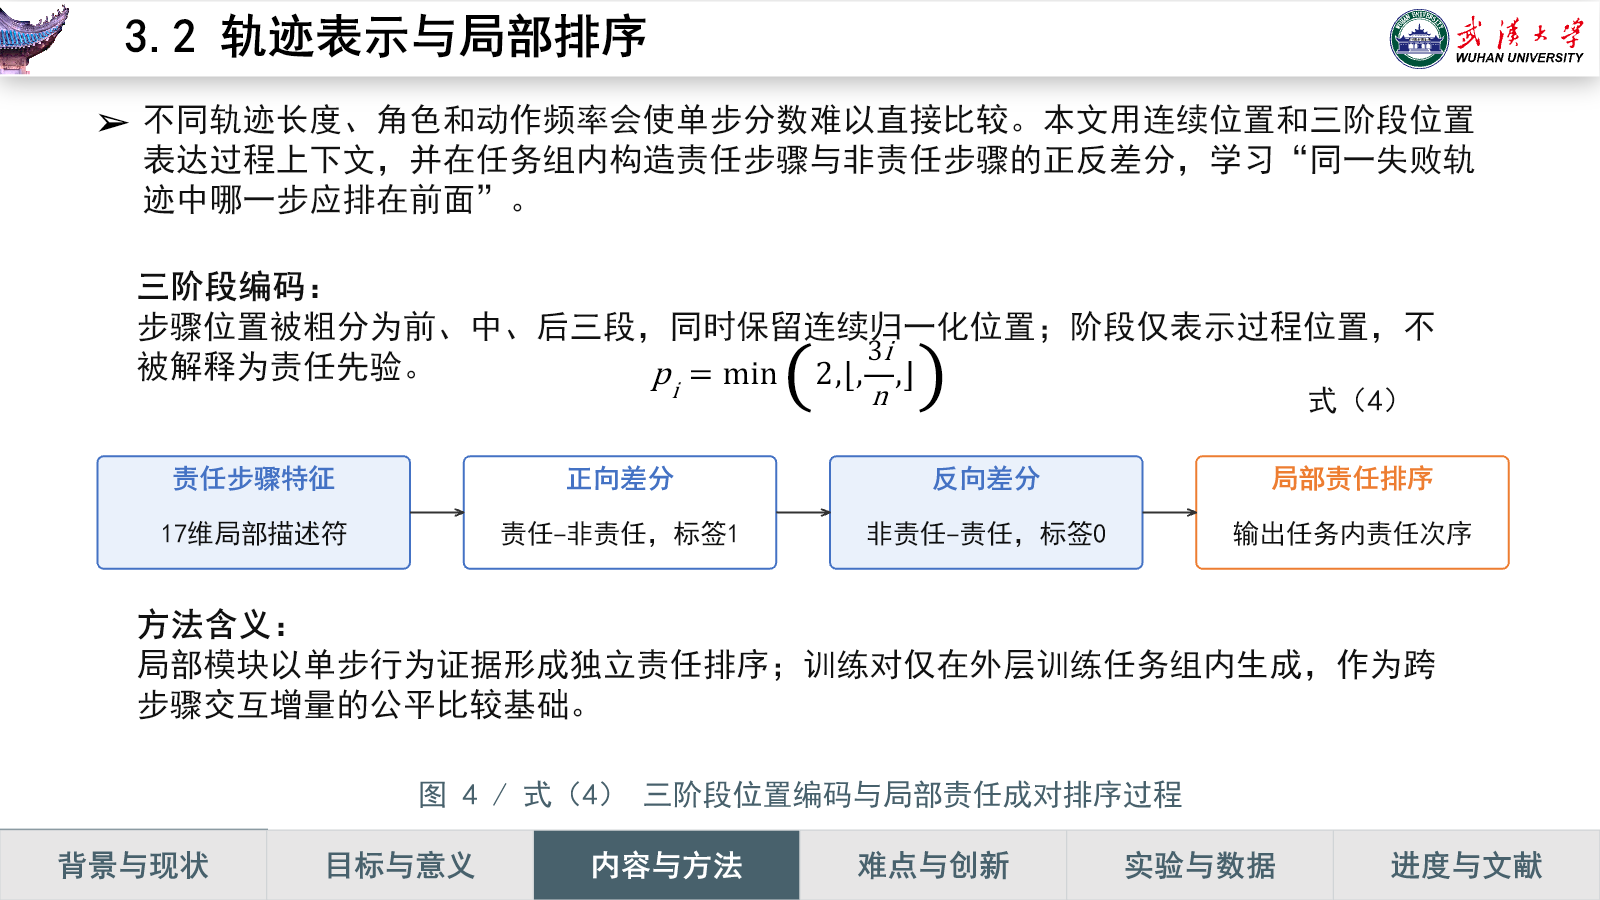 3.2 轨迹表示与局部排序
武汉大学
WUHAN UNIVERSITY
➢ 不同轨迹长度、角色和动作频率会使单步分数难以直接比较。本文用连续位置和三阶段位置
表达过程上下文，并在任务组内构造责任步骤与非责任步骤的正反差分，学习“同一失败轨
迹中哪一步应排在前面”。
三阶段编码：
步骤位置被粗分为前、中、后三段，同时保留连续归一化位置；阶段仅表示过程位置，不
被解释为责任先验。
p_i = min (2,⌊,3i/n,⌋)
式（4）
责任步骤特征
17维局部描述符
正向差分
责任-非责任，标签1
反向差分
非责任-责任，标签0
局部责任排序
输出任务内责任次序
方法含义：
局部模块以单步行为证据形成独立责任排序；训练对仅在外层训练任务组内生成，作为跨
步骤交互增量的公平比较基础。
图 4 / 式（4） 三阶段位置编码与局部责任成对排序过程
背景与现状
目标与意义
内容与方法
难点与创新
实验与数据
进度与文献